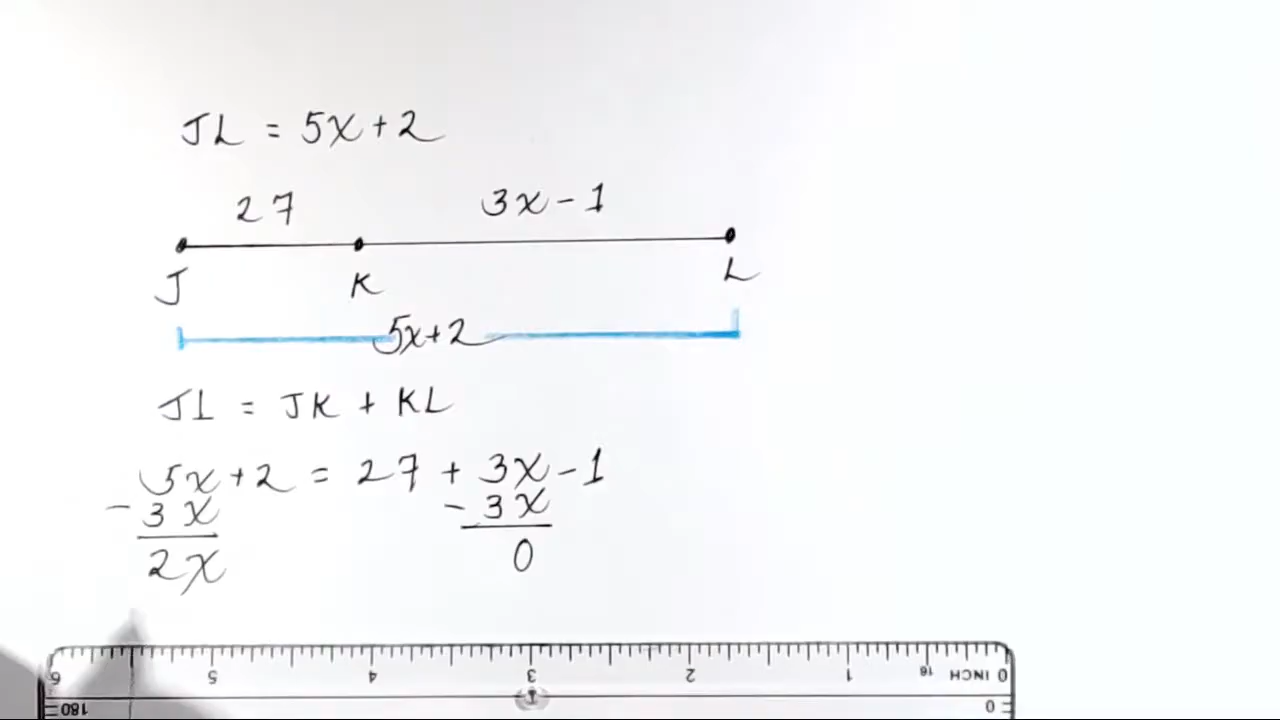 JL = 5x+2
27 3x-1
J K L
5x+2
JL = JK + KL
5x+2 = 27 + 3x-1
-3x -3x
2x 0
6 5 4 3 2 1 16 0 INCH
180 0